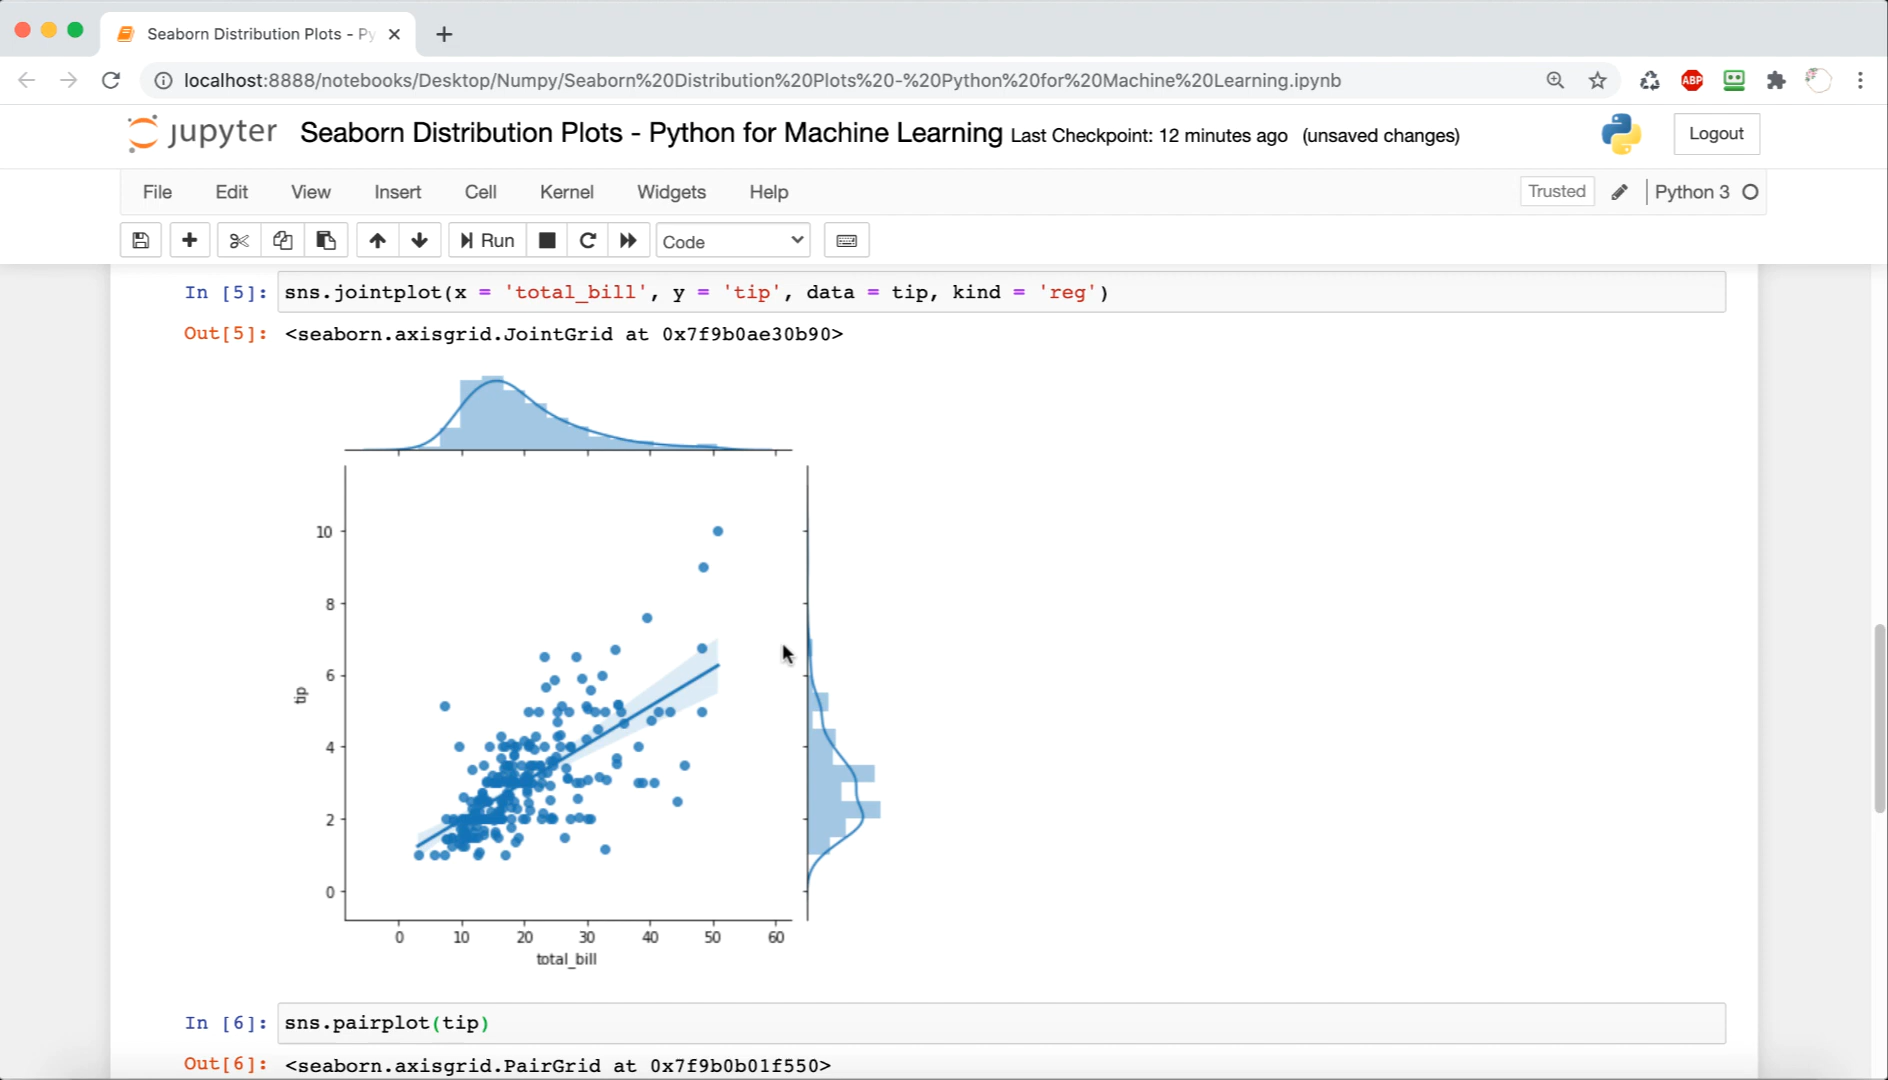 Seaborn Distribution Plots - Py
localhost:8888/notebooks/Desktop/Numpy/Seaborn%20Distribution%20Plots%20-%20Python%20for%20Machine%20Learning.ipynb
ABP
jupyter Seaborn Distribution Plots - Python for Machine Learning Last Checkpoint: 12 minutes ago (unsaved changes)
Logout
File Edit View Insert Cell Kernel Widgets Help
Trusted Python 3
Run Code
In [5]: sns.jointplot(x = 'total_bill', y = 'tip', data = tip, kind = 'reg')
Out[5]: <seaborn.axisgrid.JointGrid at 0x7f9b0ae30b90>
10
8
6
tip
4
2
0
0 10 20 30 40 50 60
total_bill
In [6]: sns.pairplot(tip)
Out[6]: <seaborn.axisgrid.PairGrid at 0x7f9b0b01f550>